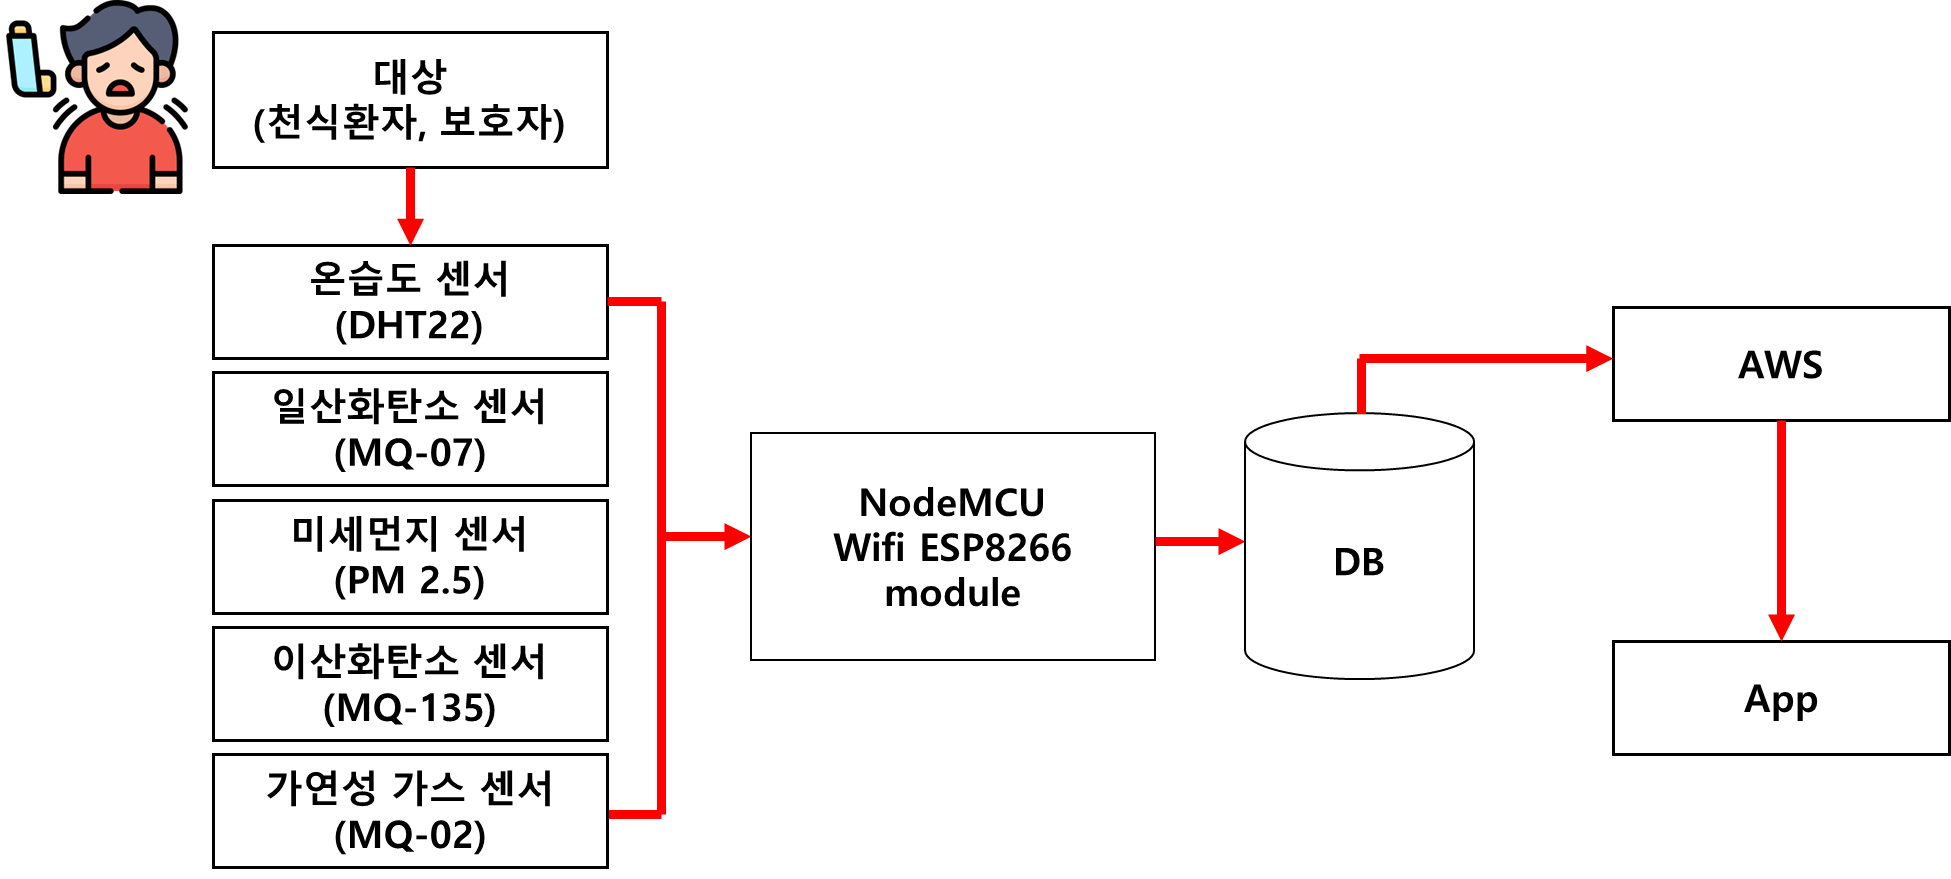 대상
(천식환자, 보호자)
온습도 센서
(DHT22)
일산화탄소 센서
(MQ-07)
미세먼지 센서
(PM 2.5)
이산화탄소 센서
(MQ-135)
가연성 가스 센서
(MQ-02)
NodeMCU
Wifi ESP8266
module
DB
AWS
App